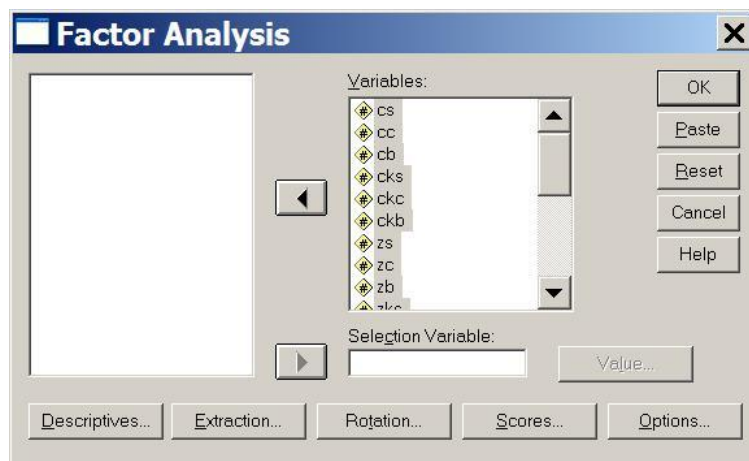 Factor Analysis
Variables:
cs
cc
cb
cks
ckc
ckb
zs
zc
zb
zks
OK
Paste
Reset
Cancel
Help
Selection Variable:
Value...
Descriptives...
Extraction...
Rotation...
Scores...
Options...